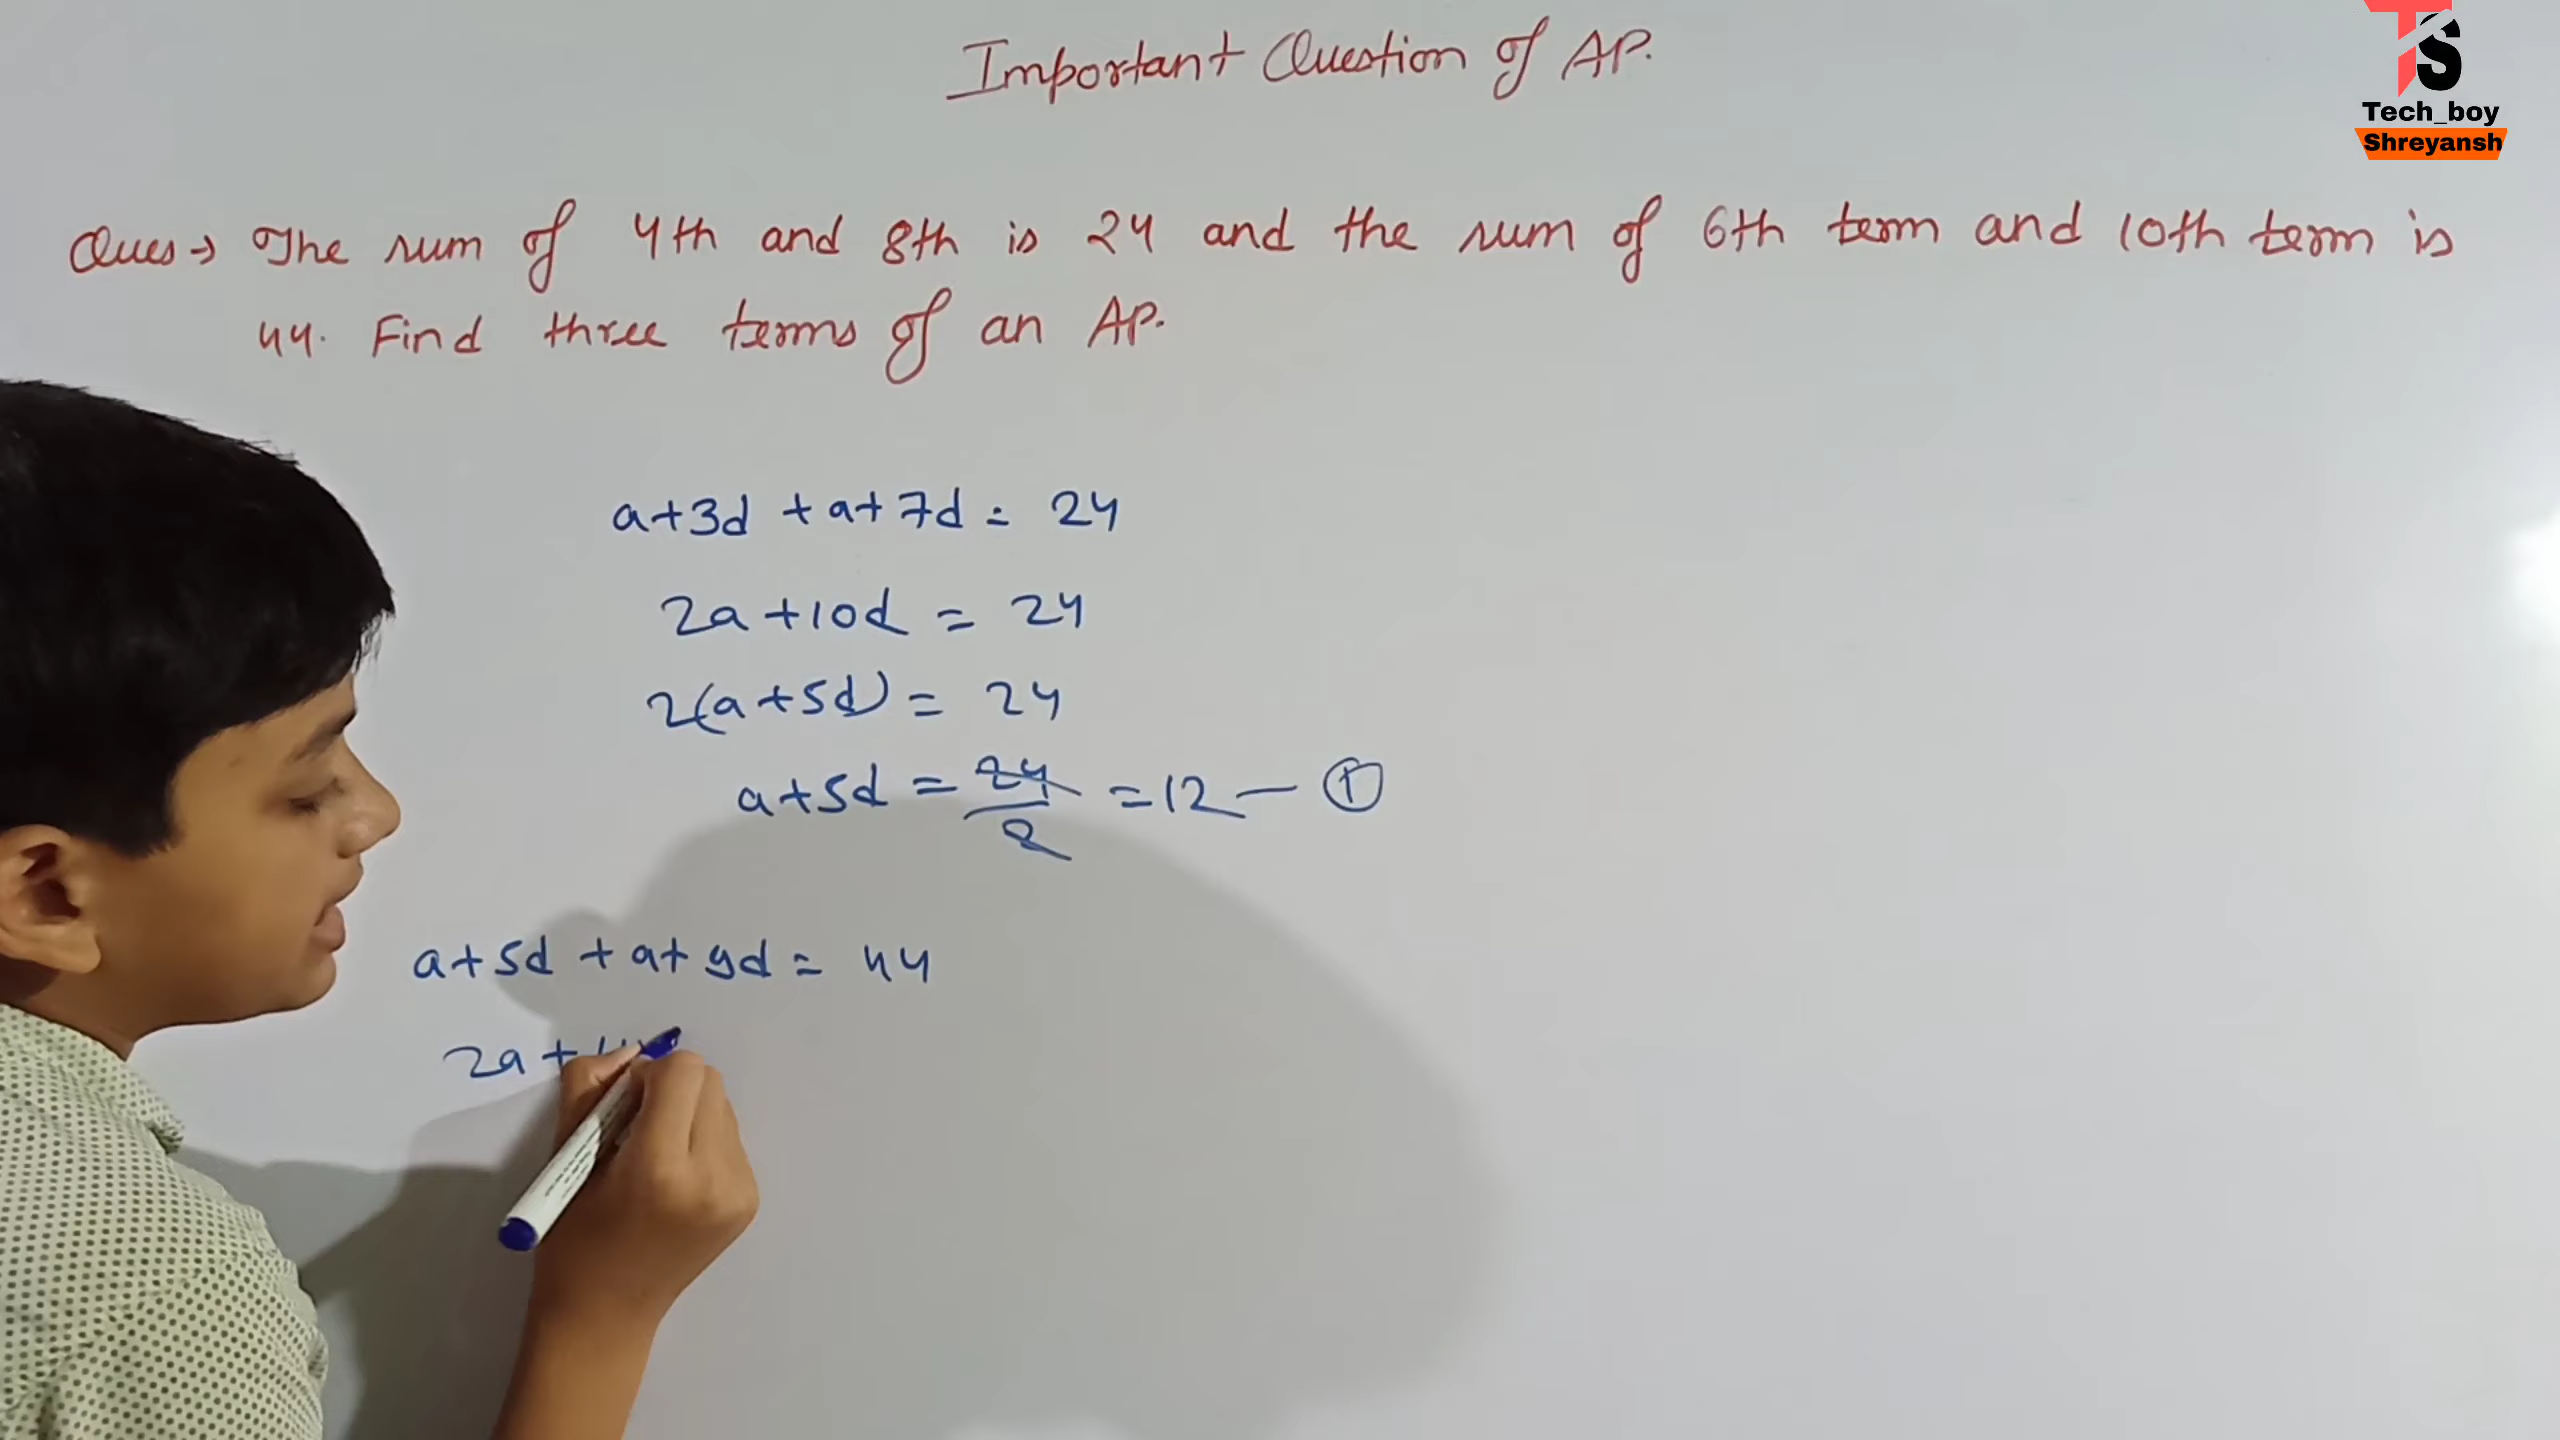 Important Question of AP.
TS
Tech_boy
Shreyansh
Ques → The sum of 4th and 8th is 24 and the sum of 6th term and 10th term is
44. Find three terms of an AP.
a+3d + a+7d = 24
2a+10d = 24
2(a+5d) = 24
a+5d = 24/2 = 12 — ①
a+5d + a+9d = 44
2a+14